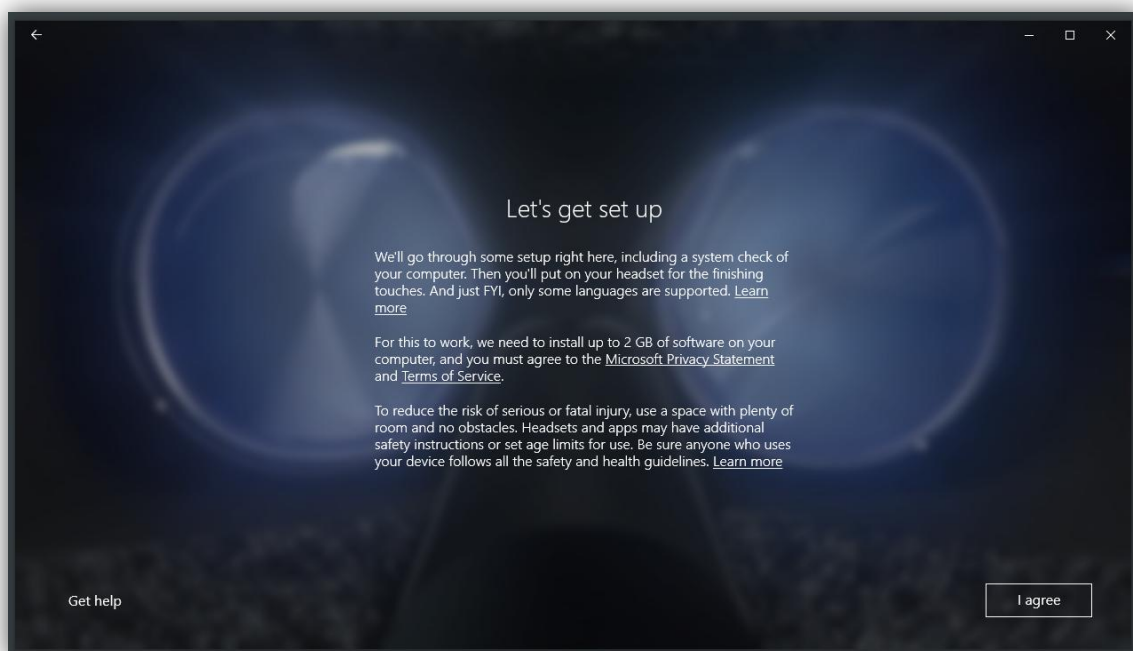 Let's get set up
We'll go through some setup right here, including a system check of
your computer. Then you'll put on your headset for the finishing
touches. And just FYI, only some languages are supported. Learn
more
For this to work, we need to install up to 2 GB of software on your
computer, and you must agree to the Microsoft Privacy Statement
and Terms of Service.
To reduce the risk of serious or fatal injury, use a space with plenty of
room and no obstacles. Headsets and apps may have additional
safety instructions or set age limits for use. Be sure anyone who uses
your device follows all the safety and health guidelines. Learn more
Get help
I agree